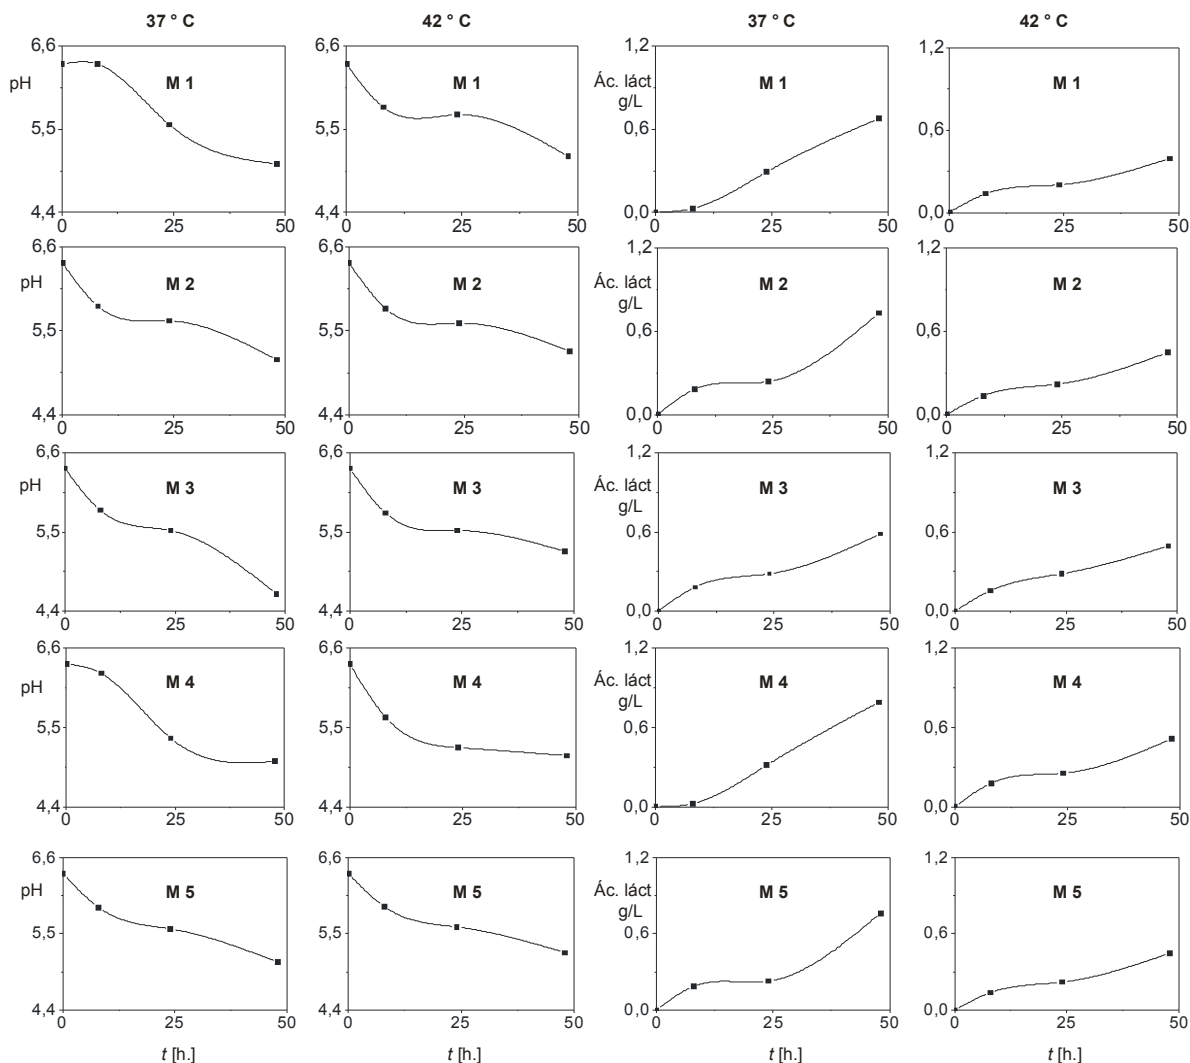 37 ° C 42 ° C 37 ° C 42 ° C
6,6 6,6 1,2 1,2
pH M 1 M 1 Ác. láct M 1 M 1
g/L
5,5 5,5 0,6 0,6
4,4 4,4 0,0 0,0
0 25 50 0 25 50 0 25 50 0 25 50
6,6 6,6 1,2 1,2
pH M 2 M 2 Ác. láct M 2 M 2
g/L
5,5 5,5 0,6 0,6
4,4 4,4 0,0 0,0
0 25 50 0 25 50 0 25 50 0 25 50
6,6 6,6 1,2 1,2
pH M 3 M 3 Ác. láct M 3 M 3
g/L
5,5 5,5 0,6 0,6
4,4 4,4 0,0 0,0
0 25 50 0 25 50 0 25 50 0 25 50
6,6 6,6 1,2 1,2
pH M 4 M 4 Ác. láct M 4 M 4
g/L
5,5 5,5 0,6 0,6
4,4 4,4 0,0 0,0
0 25 50 0 25 50 0 25 50 0 25 50
6,6 6,6 1,2 1,2
pH M 5 M 5 Ác. láct M 5 M 5
g/L
5,5 5,5 0,6 0,6
4,4 4,4 0,0 0,0
0 25 50 0 25 50 0 25 50 0 25 50
t [h.] t [h.] t [h.] t [h.]